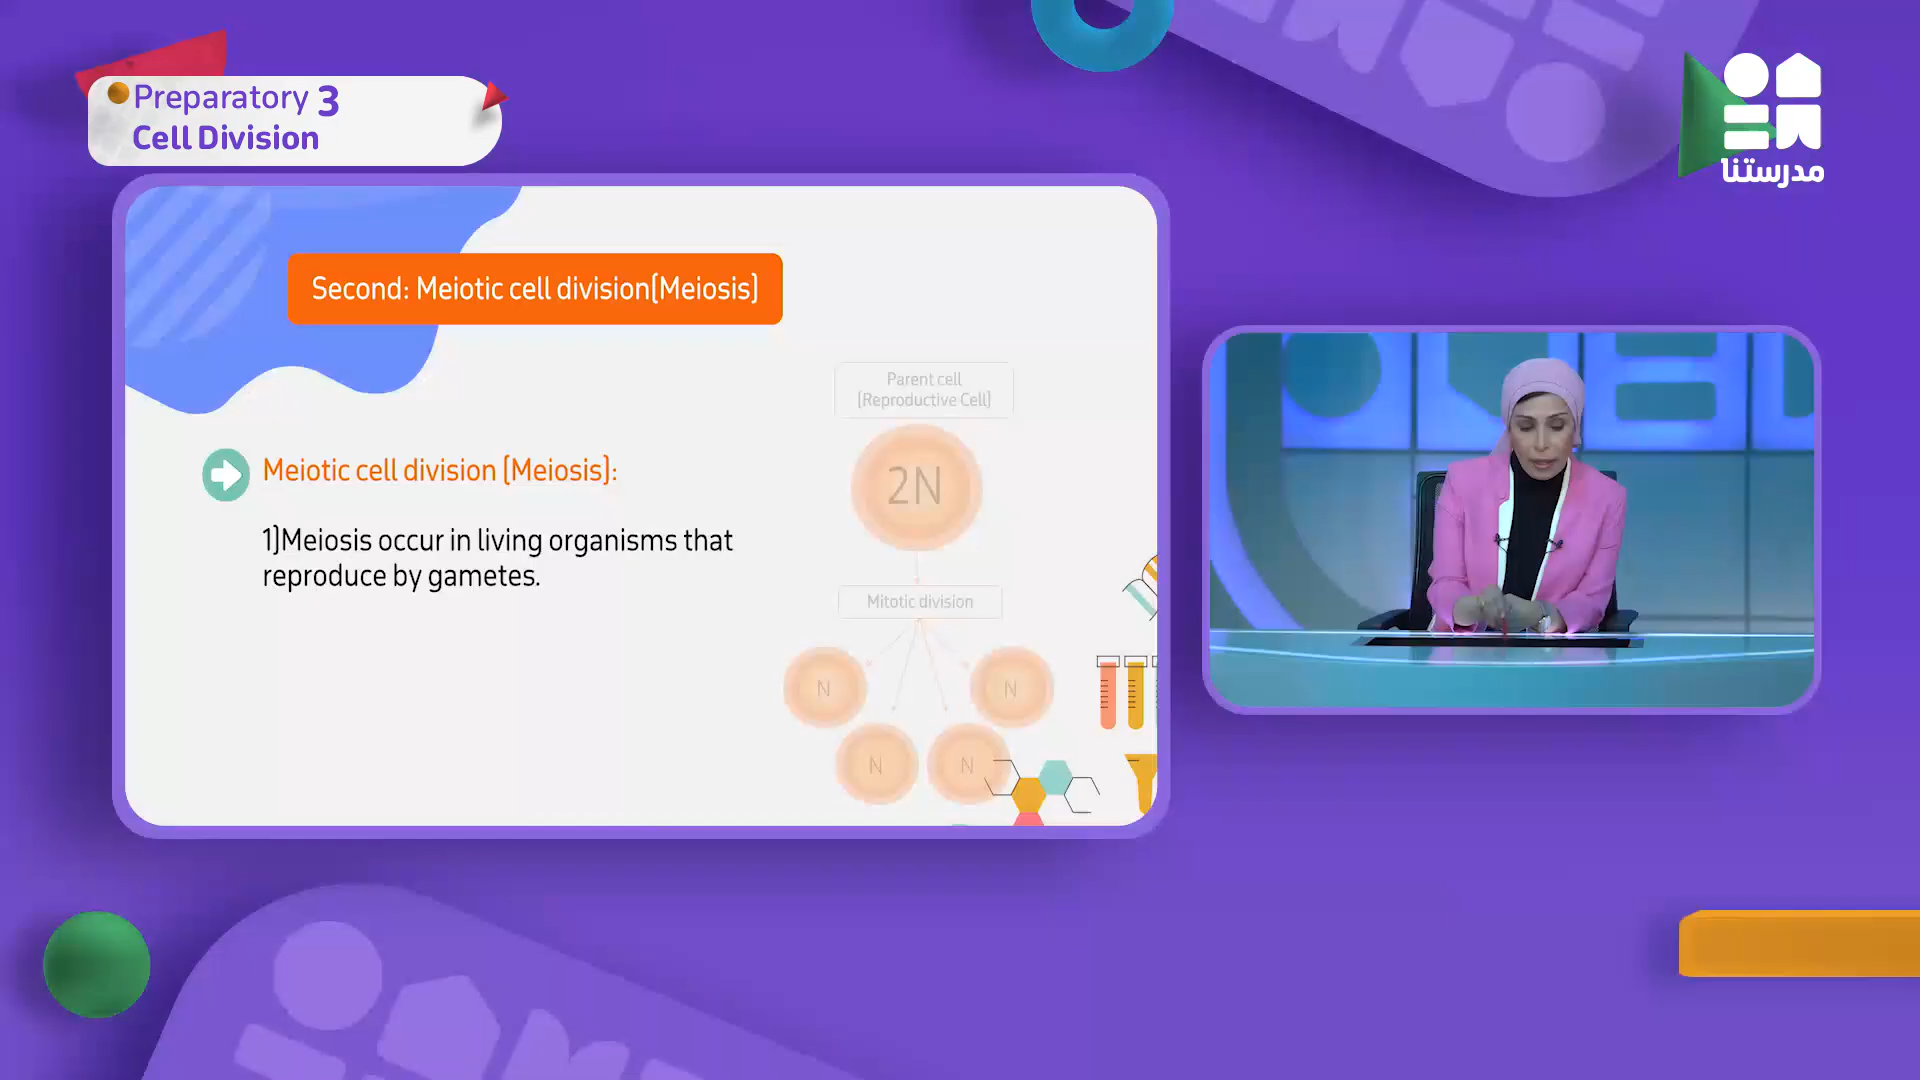 Preparatory 3
Cell Division
مدرستنا
Second: Meiotic cell division(Meiosis)
Parent cell
(Reproductive Cell)
2N
Meiotic cell division (Meiosis):
1)Meiosis occur in living organisms that
reproduce by gametes.
Mitotic division
N
N
N
N